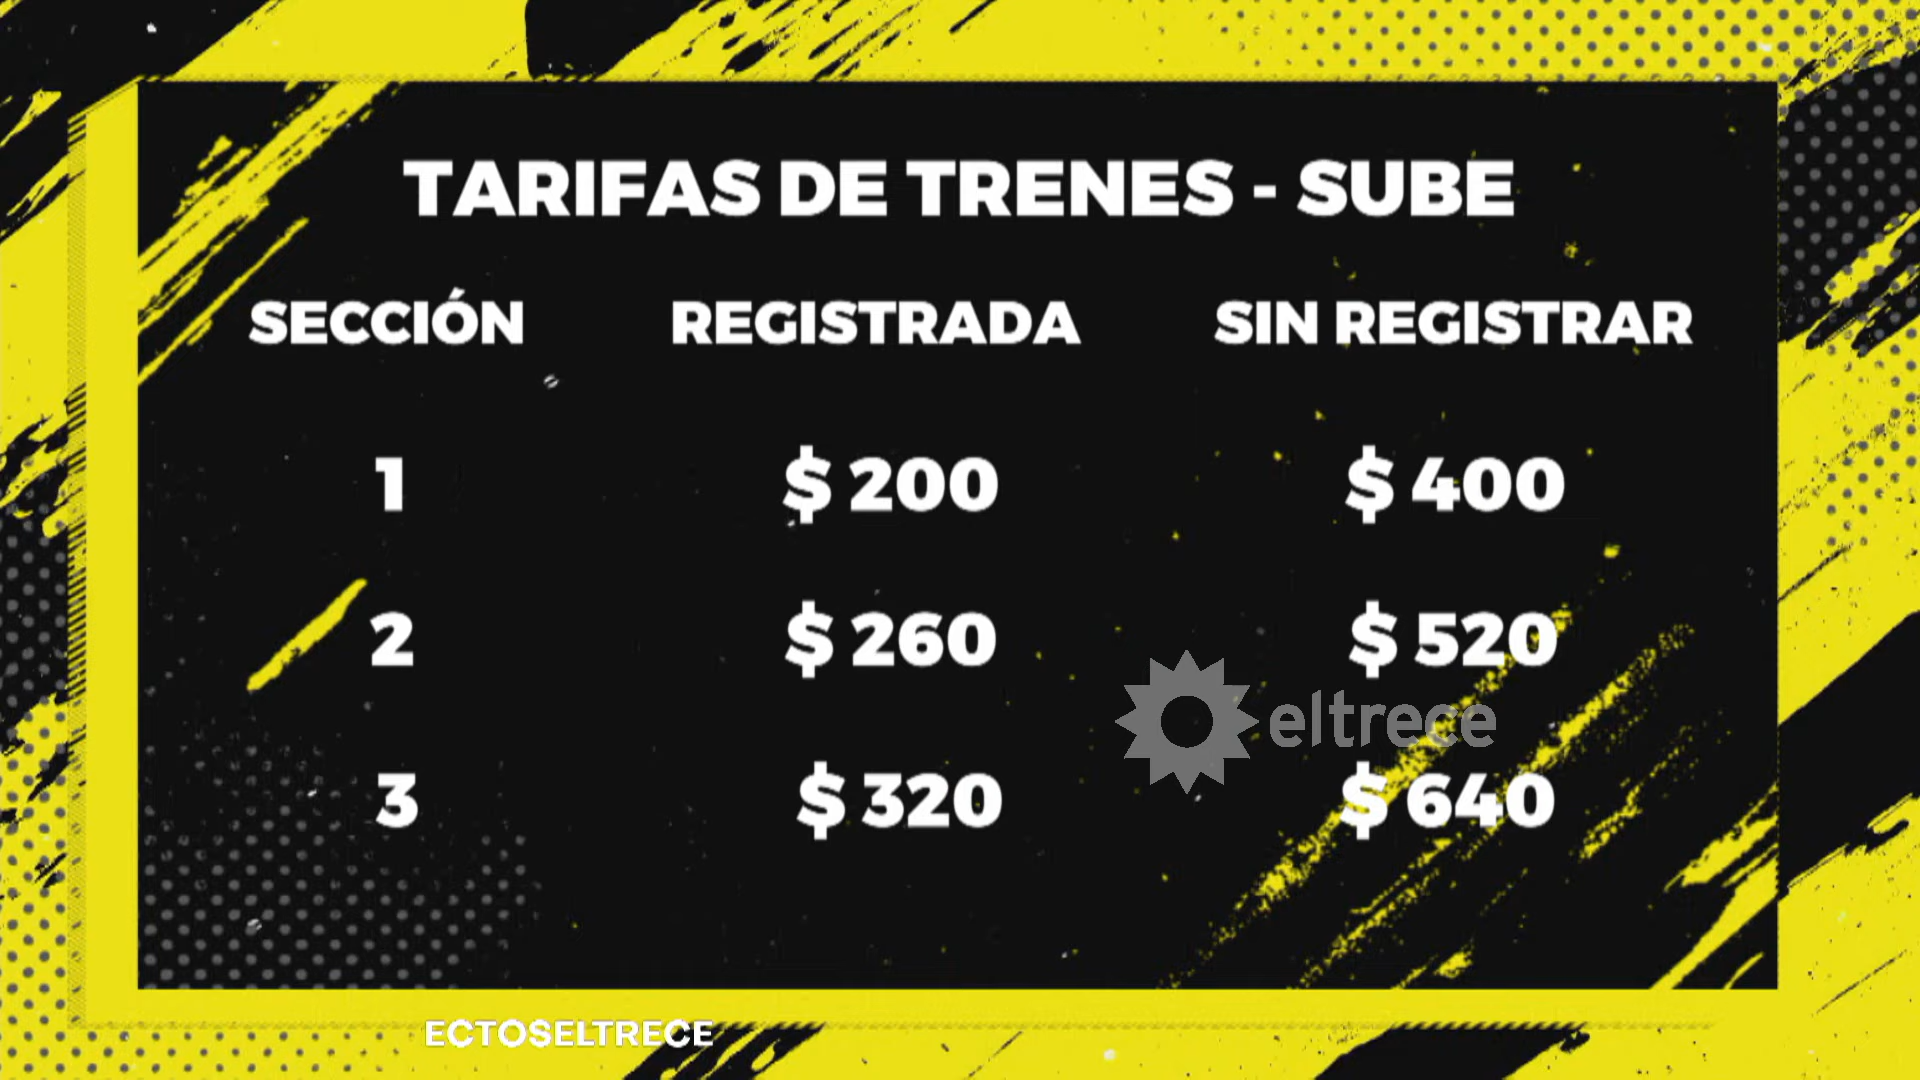 TARIFAS DE TRENES - SUBE
SECCIÓN REGISTRADA SIN REGISTRAR
1 $ 200 $ 400
2 $ 260 $ 520
eltrece
3 $ 320 $ 640
ECTOSELTRECE